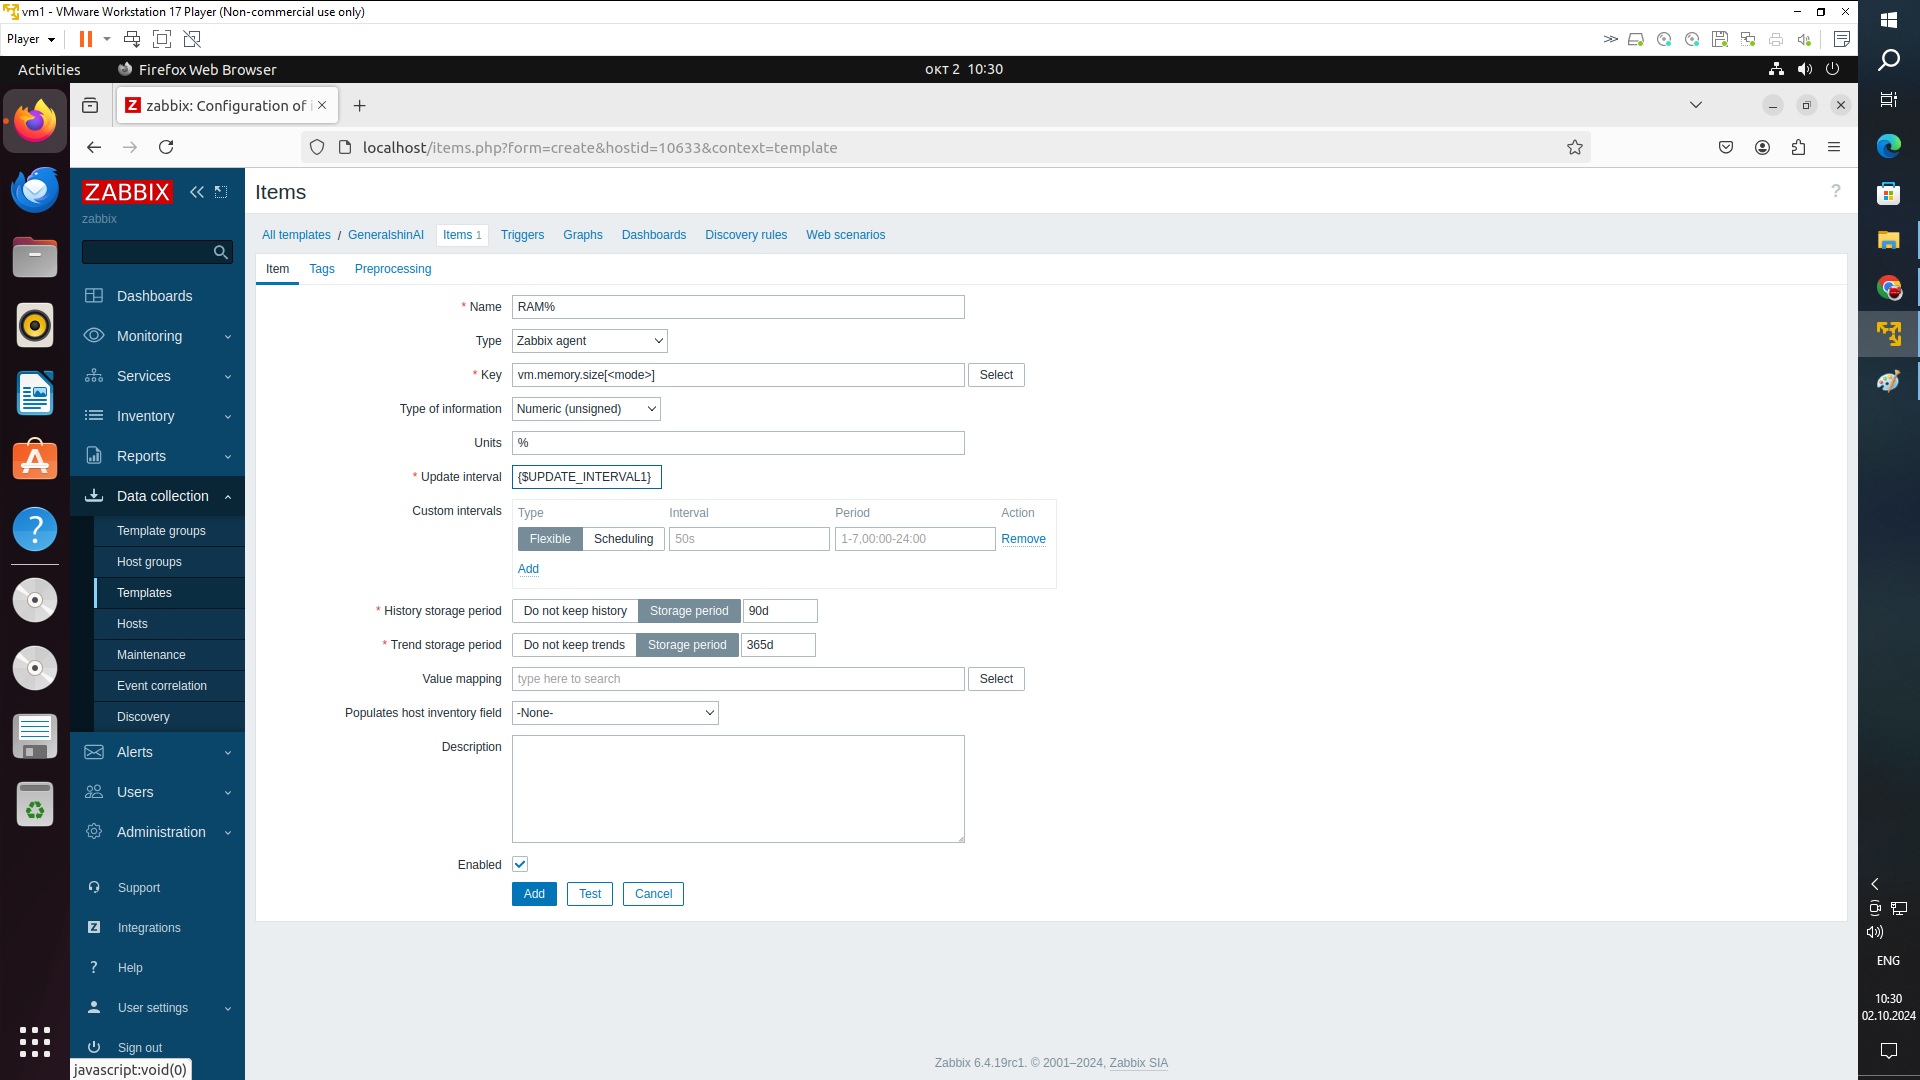 vm1 - VMware Workstation 17 Player (Non-commercial use only)
Player
Activities
Firefox Web Browser
окт 2 10:30
zabbix: Configuration of i
localhost/items.php?form=create&hostid=10633&context=template
ZABBIX
zabbix
Dashboards
Monitoring
Services
Inventory
Reports
Data collection
Template groups
Host groups
Templates
Hosts
Maintenance
Event correlation
Discovery
Alerts
Users
Administration
Support
Integrations
Help
User settings
Sign out
javascript:void(0)
Items
?
All templates / GeneralshinAI Items 1 Triggers Graphs Dashboards Discovery rules Web scenarios
Item Tags Preprocessing
* Name RAM%
Type Zabbix agent
* Key vm.memory.size[<mode>] Select
Type of information Numeric (unsigned)
Units %
* Update interval {$UPDATE_INTERVAL1}
Custom intervals Type Interval Period Action
Flexible Scheduling 50s 1-7,00:00-24:00 Remove
Add
* History storage period Do not keep history Storage period 90d
* Trend storage period Do not keep trends Storage period 365d
Value mapping type here to search Select
Populates host inventory field -None-
Description
Enabled
Add Test Cancel
Zabbix 6.4.19rc1. © 2001–2024, Zabbix SIA
ENG
10:30
02.10.2024